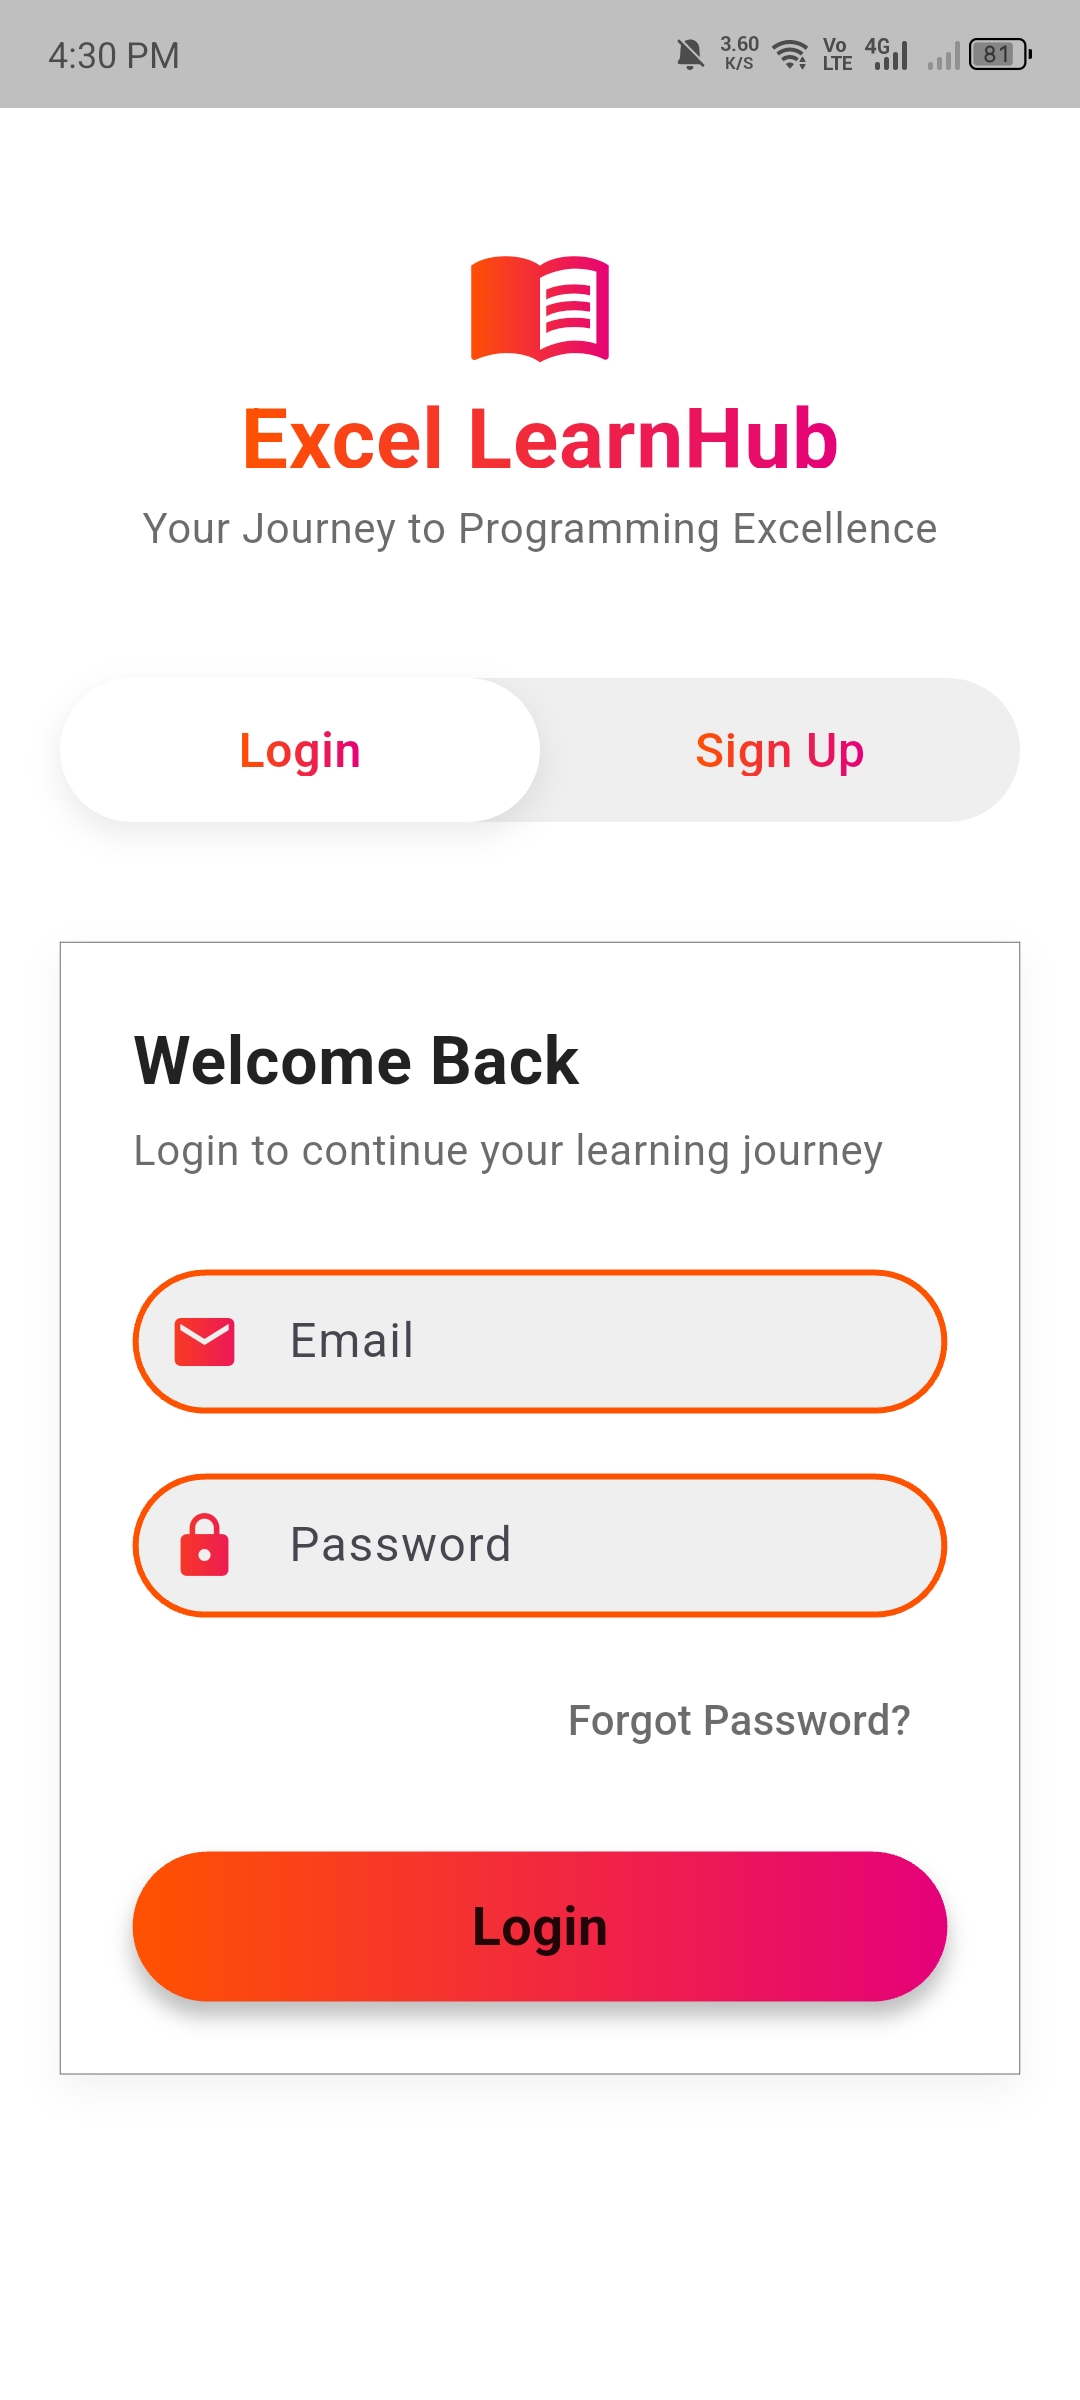 4:30 PM
3.60 K/S
Vo LTE
4G
81
Excel LearnHub
Your Journey to Programming Excellence
Login
Sign Up
Welcome Back
Login to continue your learning journey
Email
Password
Forgot Password?
Login